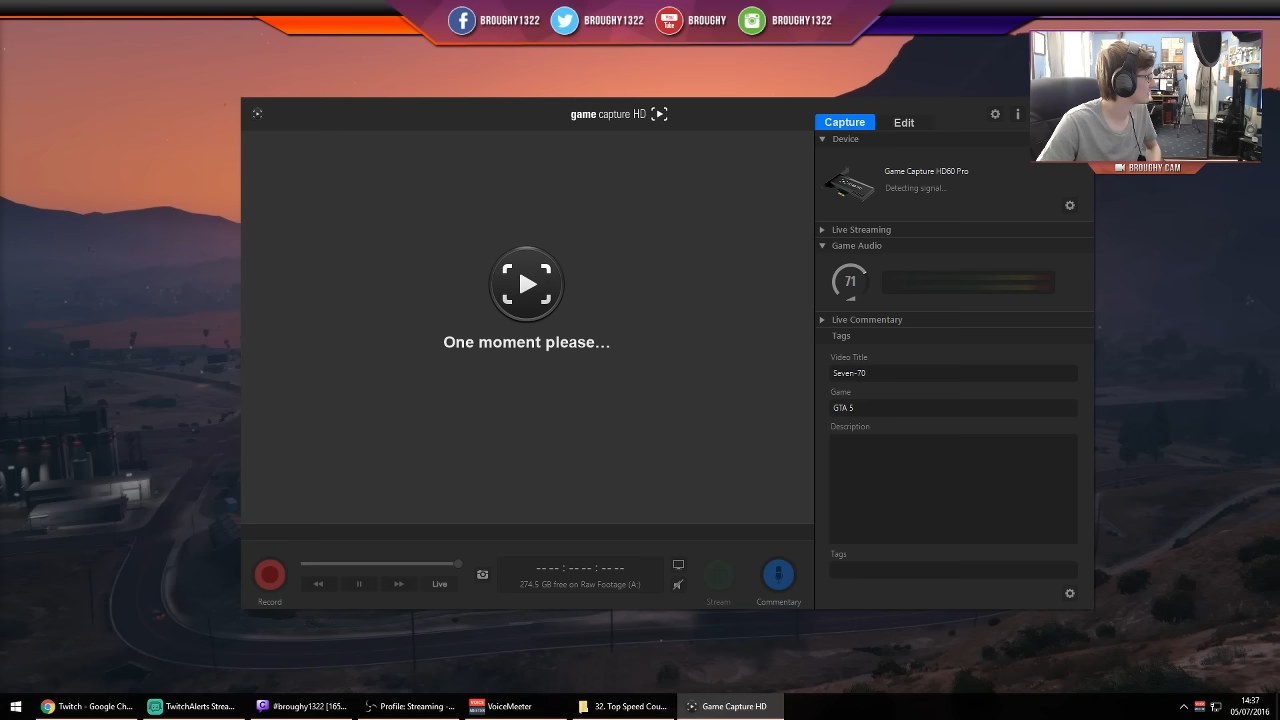 BROUGHY1322 BROUGHY1322 You Tube BROUGHY BROUGHY1322
BROUGHY CAM
game capture HD
Capture Edit
Device
Game Capture HD60 Pro
Detecting signal...
Live Streaming
Game Audio
71
Live Commentary
Tags
Video Title
Seven-70
Game
GTA 5
Description
Tags
One moment please...
Record
Live
---- : ---- : ----
274.5 GB free on Raw Footage (A:)
Stream
Commentary
Twitch - Google Ch... TwitchAlerts Strea... #broughy1322 [165... Profile: Streaming -... VOICE MEETER VoiceMeeter 32. Top Speed Cou... Game Capture HD
14:37
05/07/2016